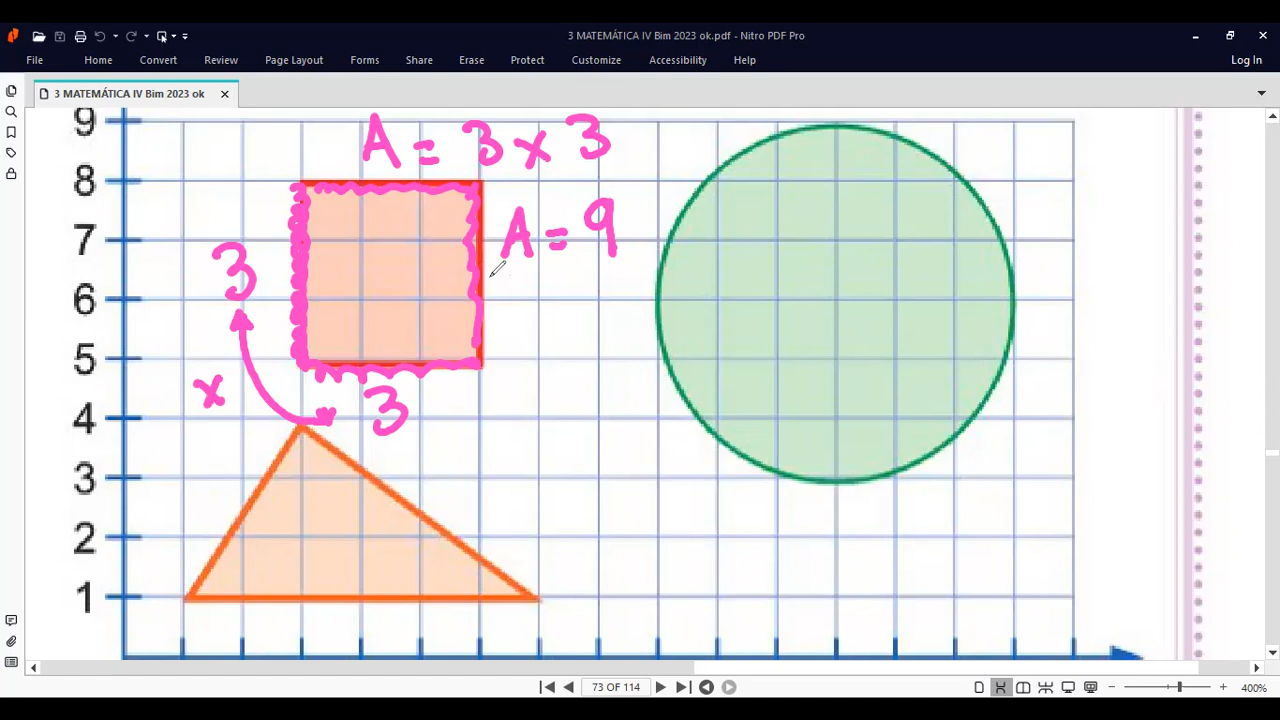 3 MATEMÁTICA IV Bim 2023 ok.pdf - Nitro PDF Pro
File Home Convert Review Page Layout Forms Share Erase Protect Customize Accessibility Help Log In
3 MATEMÁTICA IV Bim 2023 ok
A = 3 x 3
A = 9
3
x
3
9
8
7
6
5
4
3
2
1
73 OF 114
400%